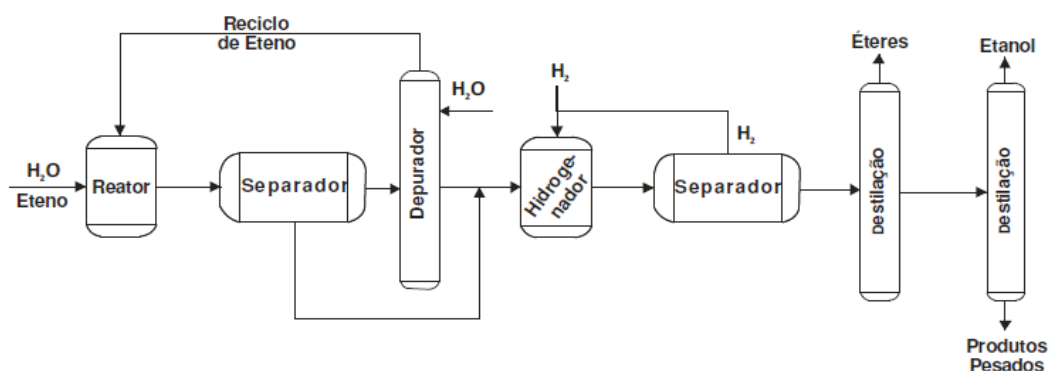 Reciclo
de Eteno
H₂O
Eteno
Reator
Separador
Depurador
H₂O
H₂
H₂
Hidroge-
nador
Separador
Éteres
Destilação
Etanol
Destilação
Produtos
Pesados